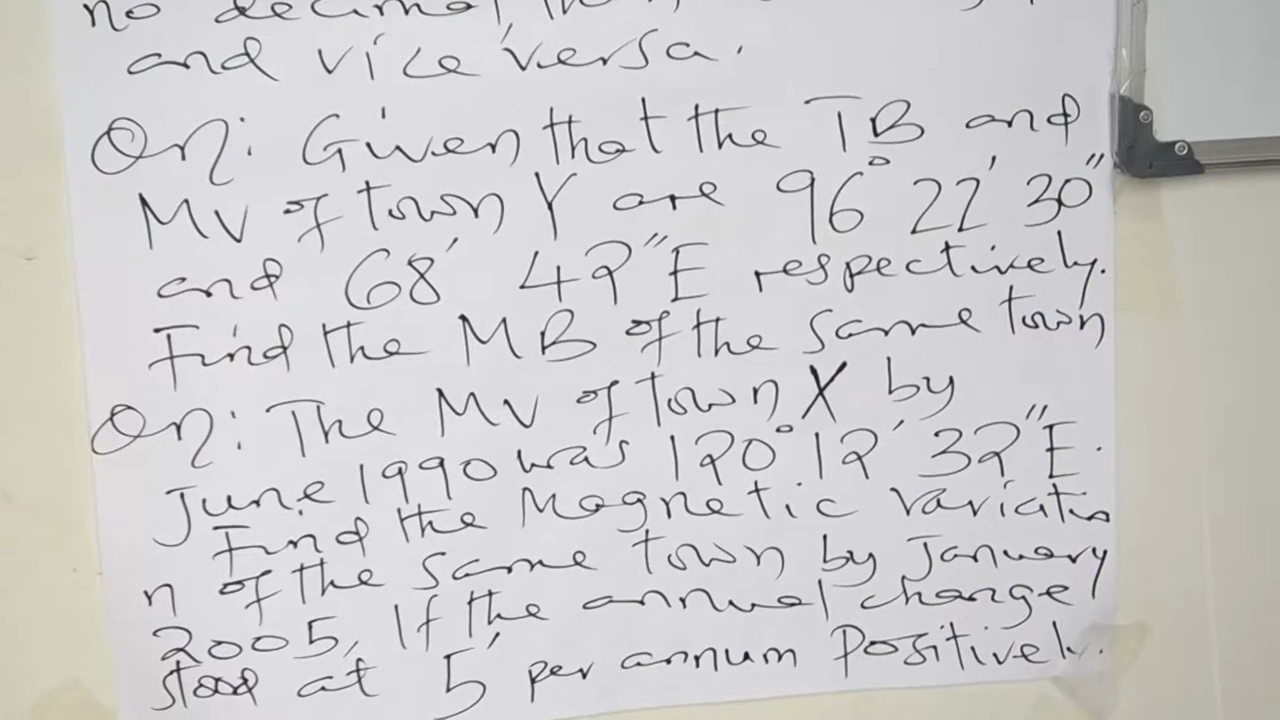 no decimal
and vice versa.
Qn: Given that the TB and
MV of town Y are 96° 22' 30"
and 68' 42" E respectively.
Find the MB of the same town
Qn: The MV of town X by
June 1990 was 120° 12' 32" E.
Find the Magnetic variatio
n of the same town by January
2005, If the annual change
stood at 5' per annum Positively.